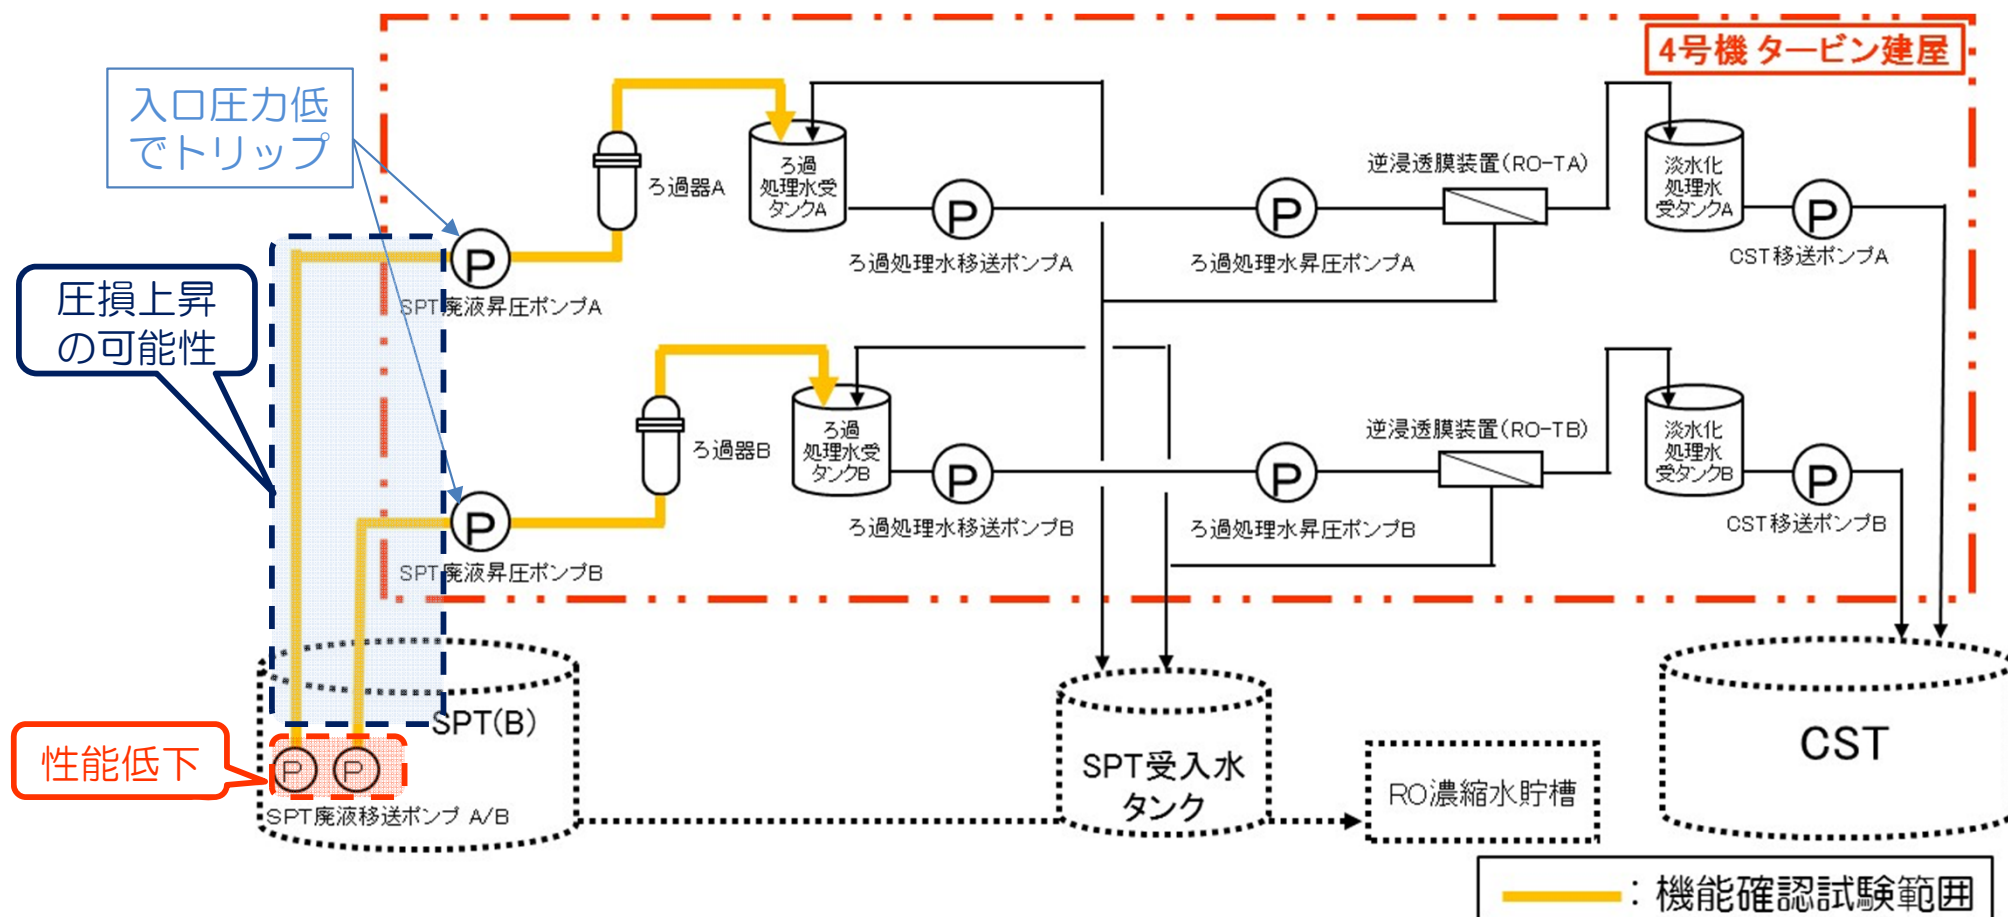 4号機 タービン建屋
入口圧力低
でトリップ
ろ過器A
ろ過
処理水受
タンクA
逆浸透膜装置(RO-TA)
淡水化
処理水
受タンクA
P
P
P
P
ろ過処理水移送ポンプA
ろ過処理水昇圧ポンプA
CST移送ポンプA
SPT廃液昇圧ポンプA
圧損上昇
の可能性
ろ過器B
ろ過
処理水受
タンクB
逆浸透膜装置(RO-TB)
淡水化
処理水
受タンクB
P
P
P
P
ろ過処理水移送ポンプB
ろ過処理水昇圧ポンプB
CST移送ポンプB
SPT廃液昇圧ポンプB
SPT(B)
性能低下
P
P
SPT廃液移送ポンプ A/B
SPT受入水
タンク
RO濃縮水貯槽
CST
：機能確認試験範囲